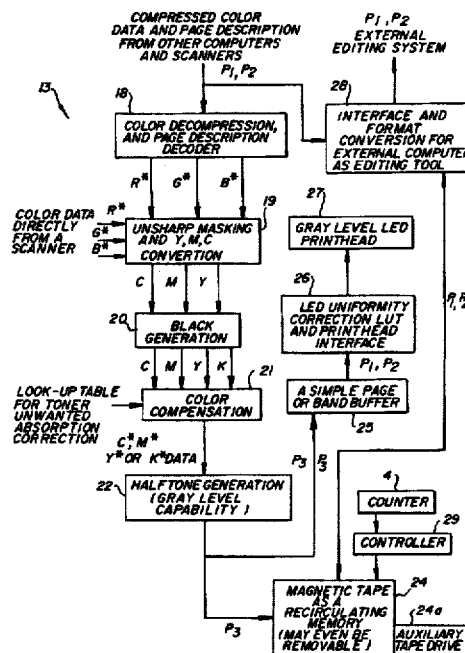 COMPRESSED COLOR
DATA AND PAGE DESCRIPTION
FROM OTHER COMPUTERS
AND SCANNERS
P1, P2
P1, P2
EXTERNAL
EDITING SYSTEM
13
18
COLOR DECOMPRESSION,
AND PAGE DESCRIPTION
DECODER
28
INTERFACE AND
FORMAT
CONVERSION FOR
EXTERNAL COMPUTER
AS EDITING TOOL
R* G* B*
COLOR DATA
DIRECTLY
FROM A
SCANNER
R*
G*
B*
19
UNSHARP MASKING
AND Y, M, C
CONVERTION
27
GRAY LEVEL LED
PRINTHEAD
C M Y
26
LED UNIFORMITY
CORRECTION LUT
AND PRINTHEAD
INTERFACE
P1, P2
20
BLACK
GENERATION
P1, P2
C M Y K
21
A SIMPLE PAGE
OR BAND BUFFER
25
LOOK-UP TABLE
FOR TONER
UNWANTED
ABSORPTION
CORRECTION
COLOR
COMPENSATION
C*, M*
Y* OR K* DATA
P3
P3
22
HALFTONE GENERATION
(GRAY LEVEL
CAPABILITY)
4
COUNTER
29
CONTROLLER
P3
24
MAGNETIC TAPE
AS A
RECIRCULATING
MEMORY
(MAY EVEN BE
REMOVABLE)
24a
AUXILIARY
TAPE DRIVE